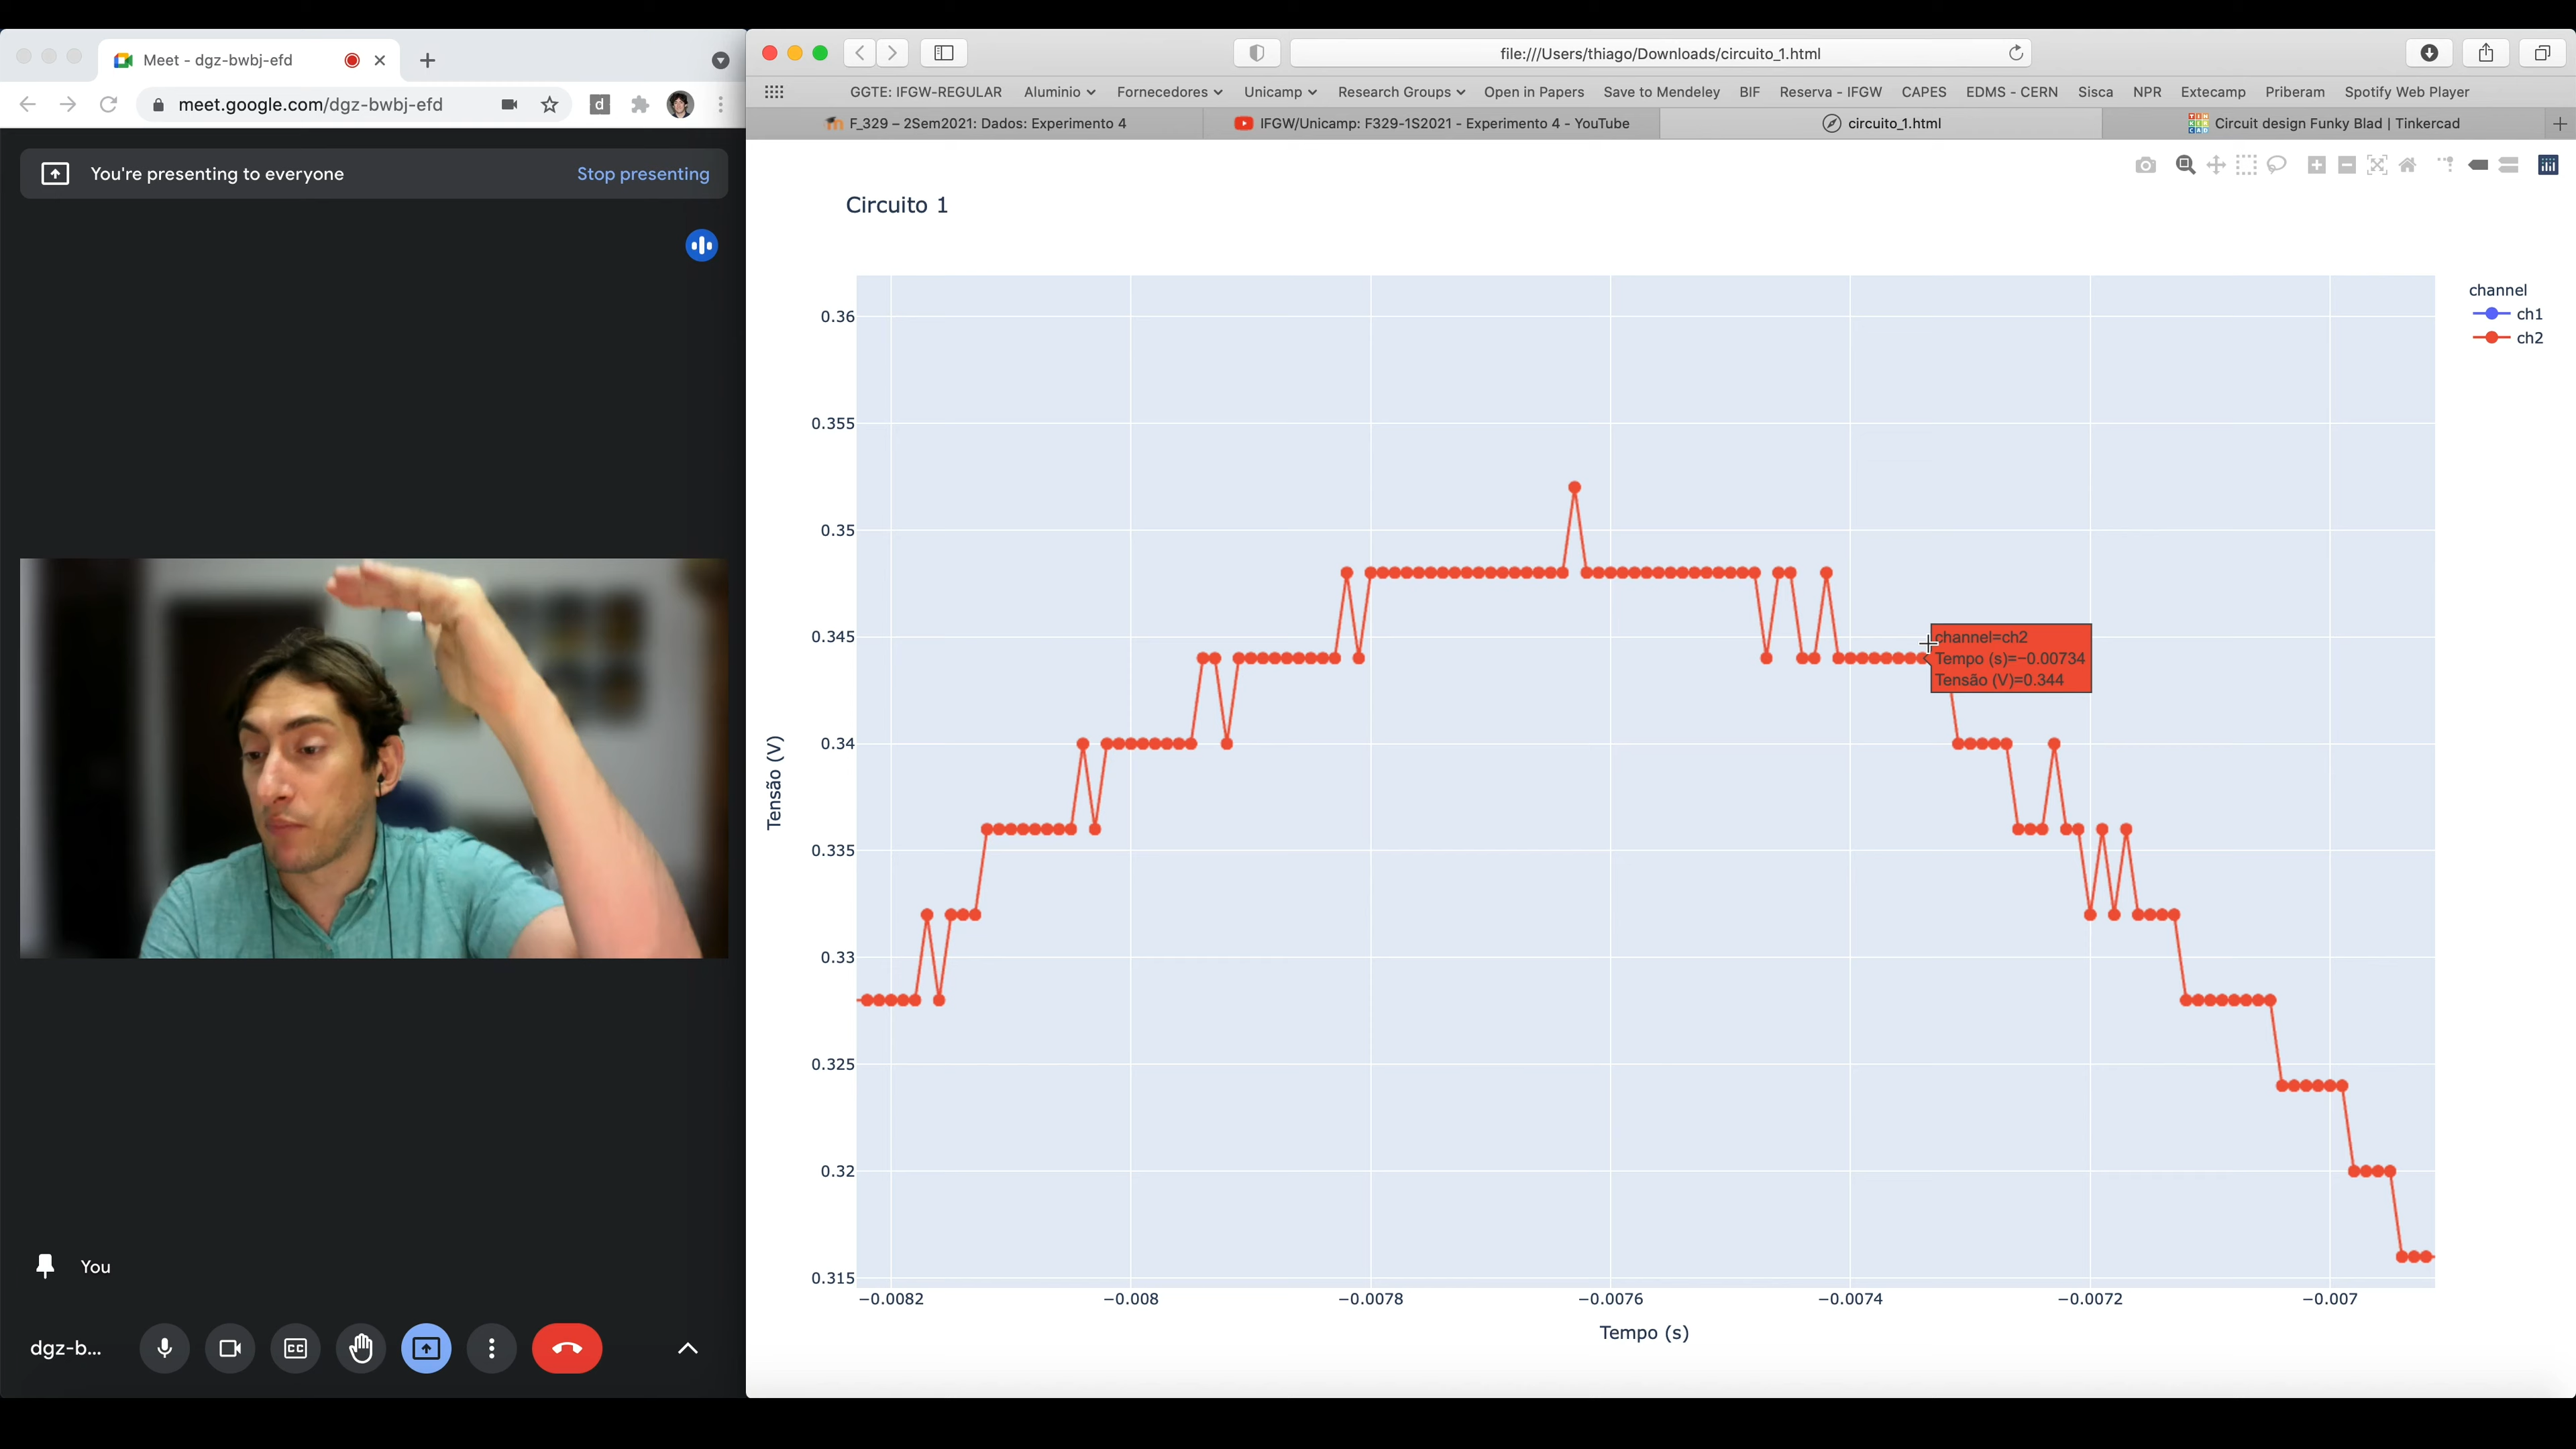 Meet - dgz-bwbj-efd
meet.google.com/dgz-bwbj-efd
d
You're presenting to everyone
Stop presenting
You
dgz-b...
CC
file:///Users/thiago/Downloads/circuito_1.html
GGTE: IFGW-REGULAR Aluminio Fornecedores Unicamp Research Groups Open in Papers Save to Mendeley BIF Reserva - IFGW CAPES EDMS - CERN Sisca NPR Extecamp Priberam Spotify Web Player
F_329 – 2Sem2021: Dados: Experimento 4
IFGW/Unicamp: F329-1S2021 - Experimento 4 - YouTube
circuito_1.html
Circuit design Funky Blad | Tinkercad
Circuito 1
channel
ch1
ch2
0.36
0.355
0.35
0.345
0.34
0.335
0.33
0.325
0.32
0.315
Tensão (V)
channel=ch2
Tempo (s)=−0.00734
Tensão (V)=0.344
−0.0082 −0.008 −0.0078 −0.0076 −0.0074 −0.0072 −0.007
Tempo (s)